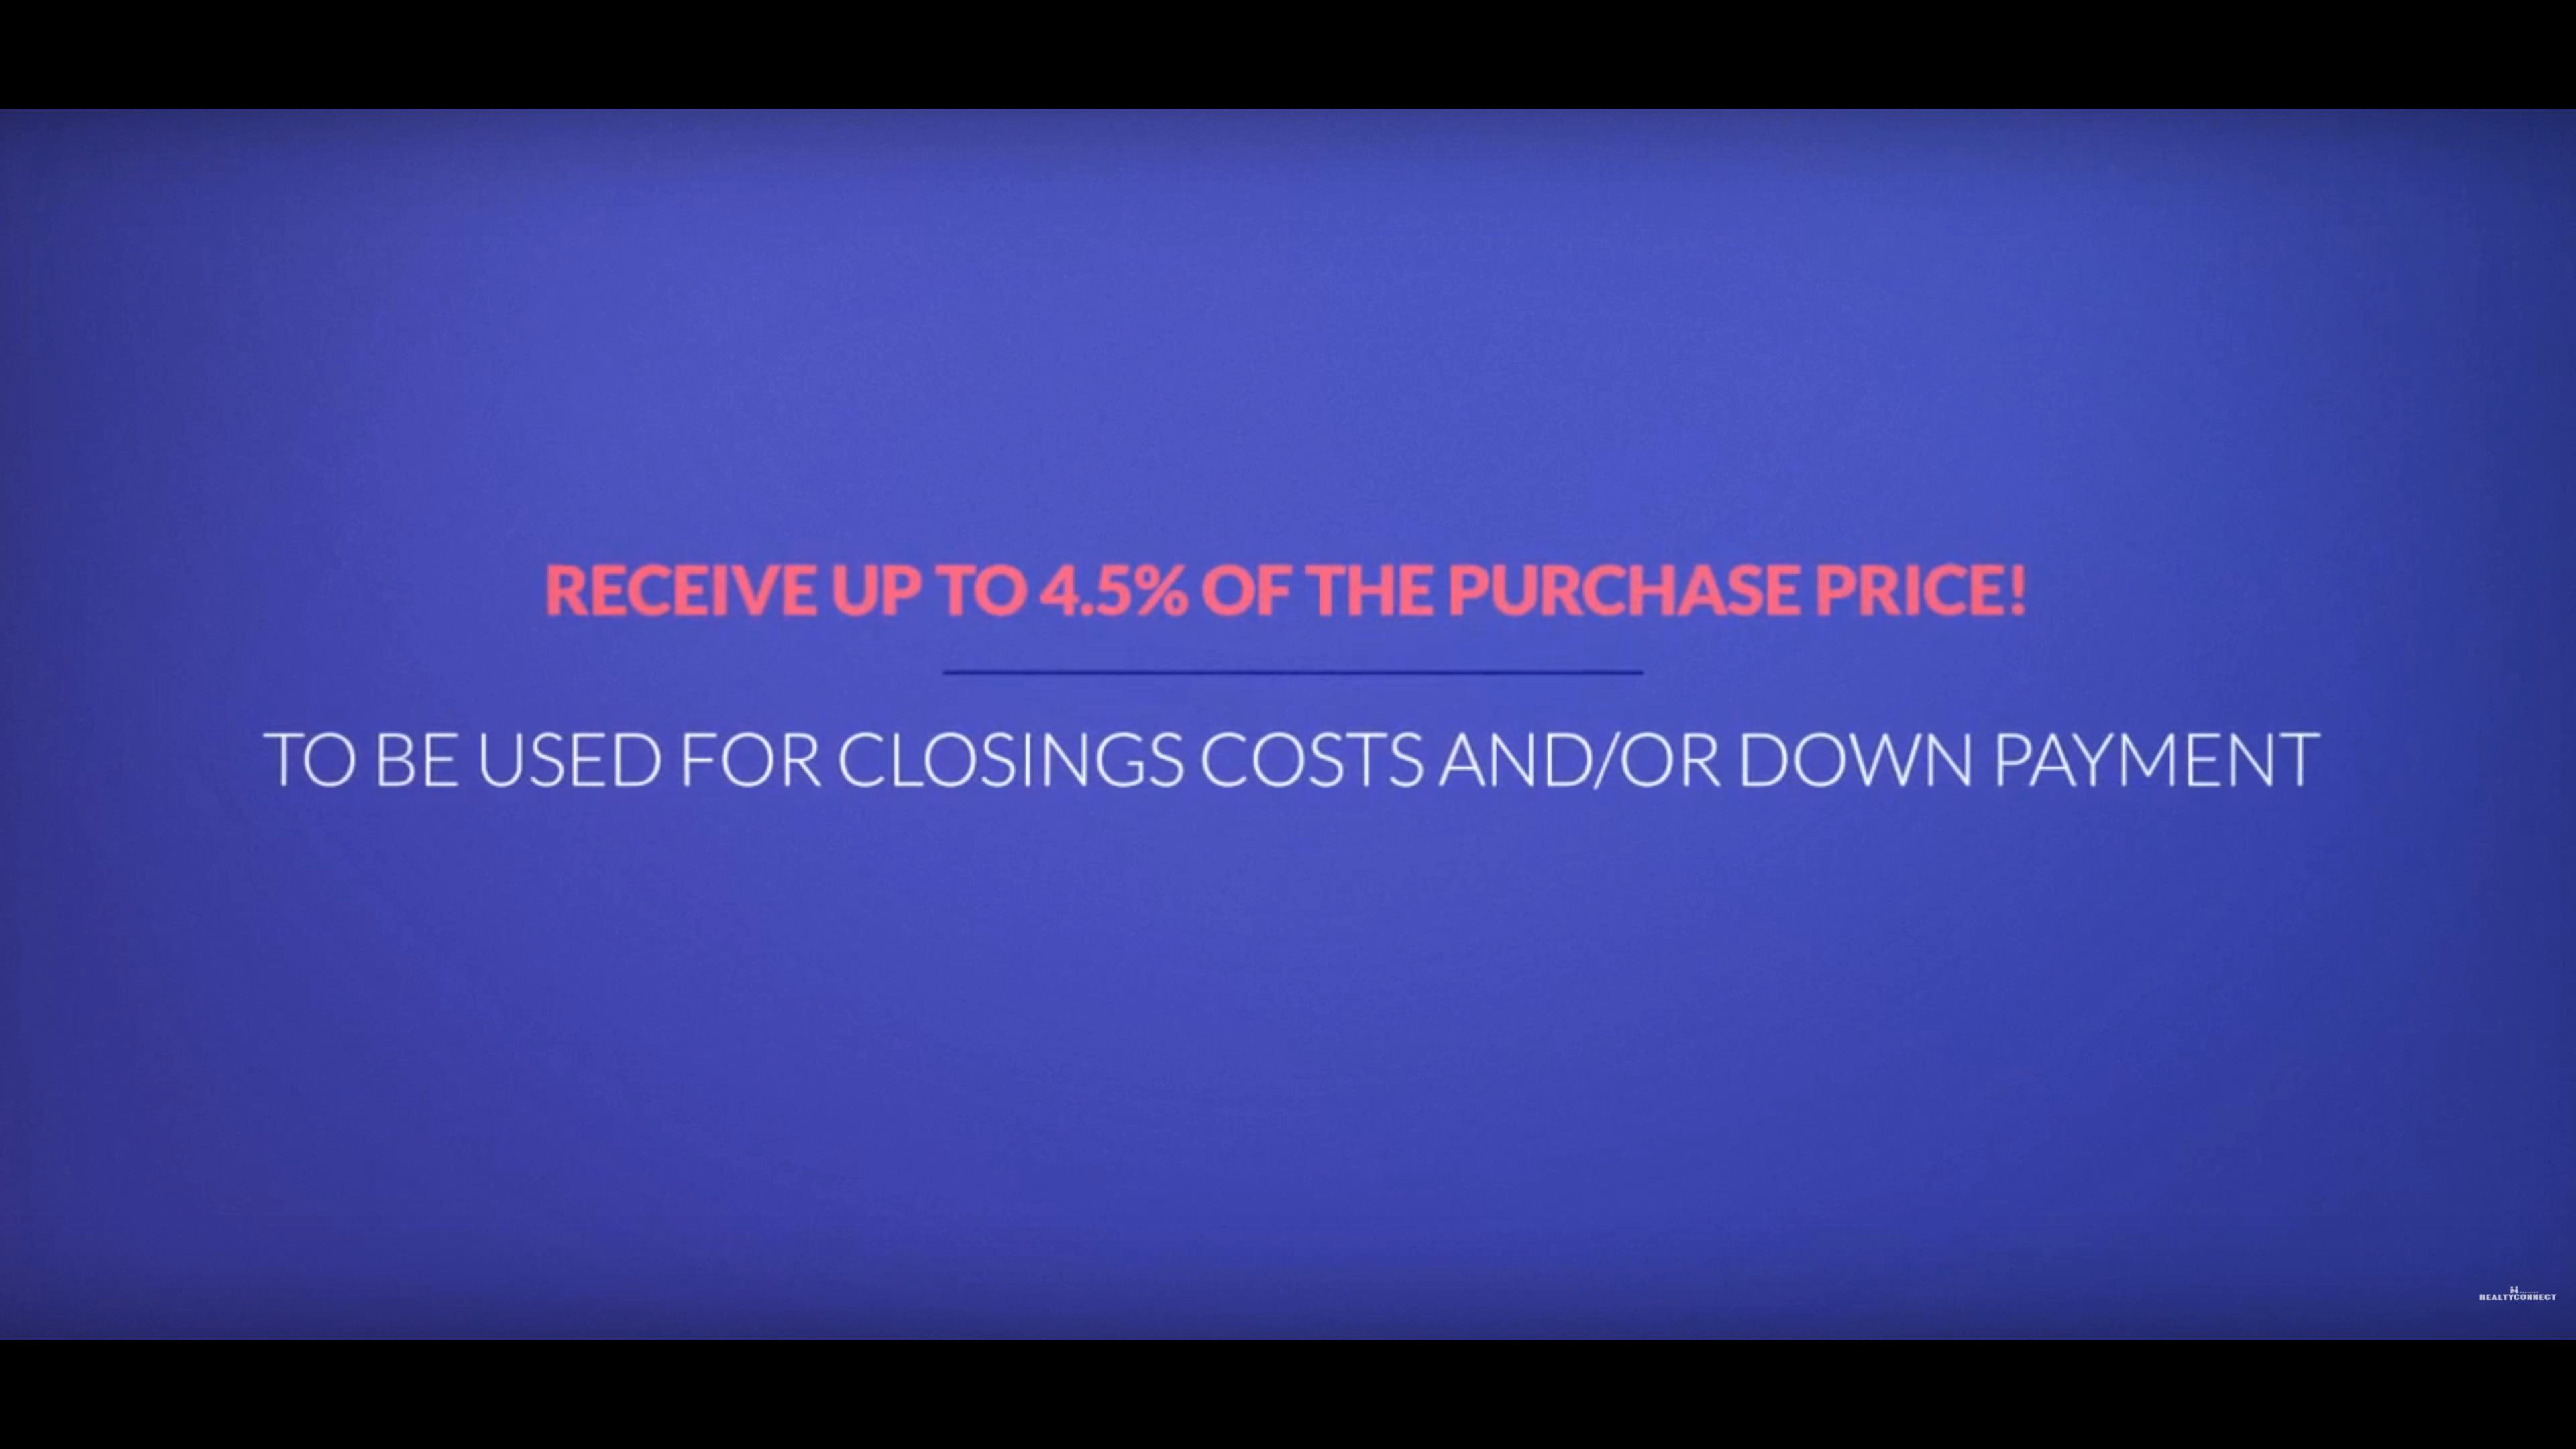 RECEIVE UP TO 4.5% OF THE PURCHASE PRICE!
TO BE USED FOR CLOSINGS COSTS AND/OR DOWN PAYMENT
REALTYCONNECT